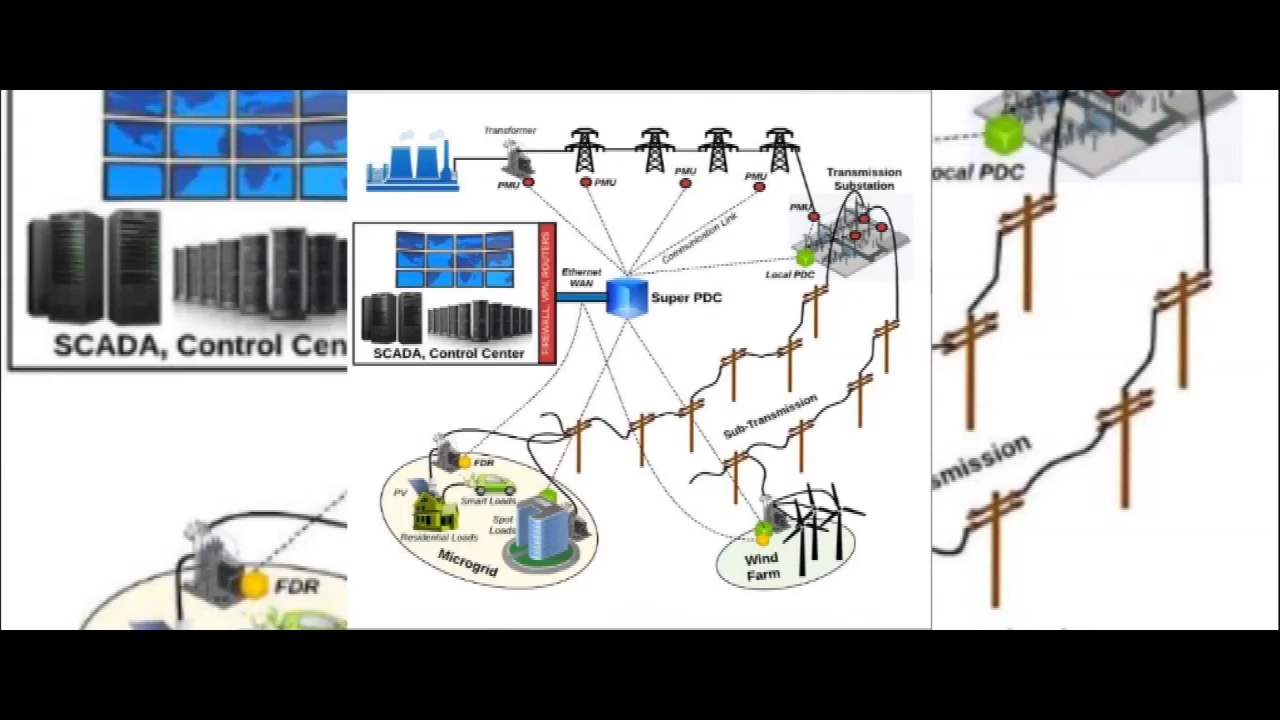 SCADA, Control Cen
FDR
Transformer
PMU
PMU
PMU
PMU
PMU
Transmission
Substation
Communication Link
Local PDC
Ethernet
WAN
Super PDC
FIREWALL, VPN, ROUTERS
SCADA, Control Center
Sub-Transmission
FDR
PV
Smart Loads
Spot
Loads
Residential Loads
Microgrid
Wind
Farm
ocal PDC
smission